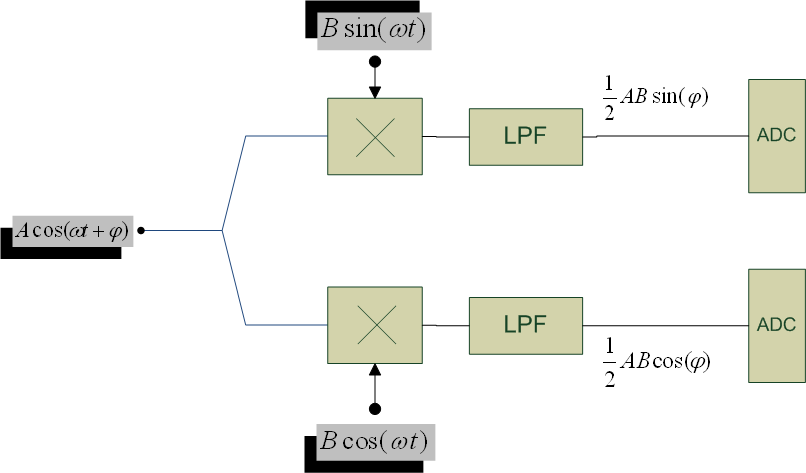 B sin(ωt)
1/2 AB sin(φ)
LPF
ADC
A cos(ωt + φ)
LPF
ADC
1/2 AB cos(φ)
B cos(ωt)